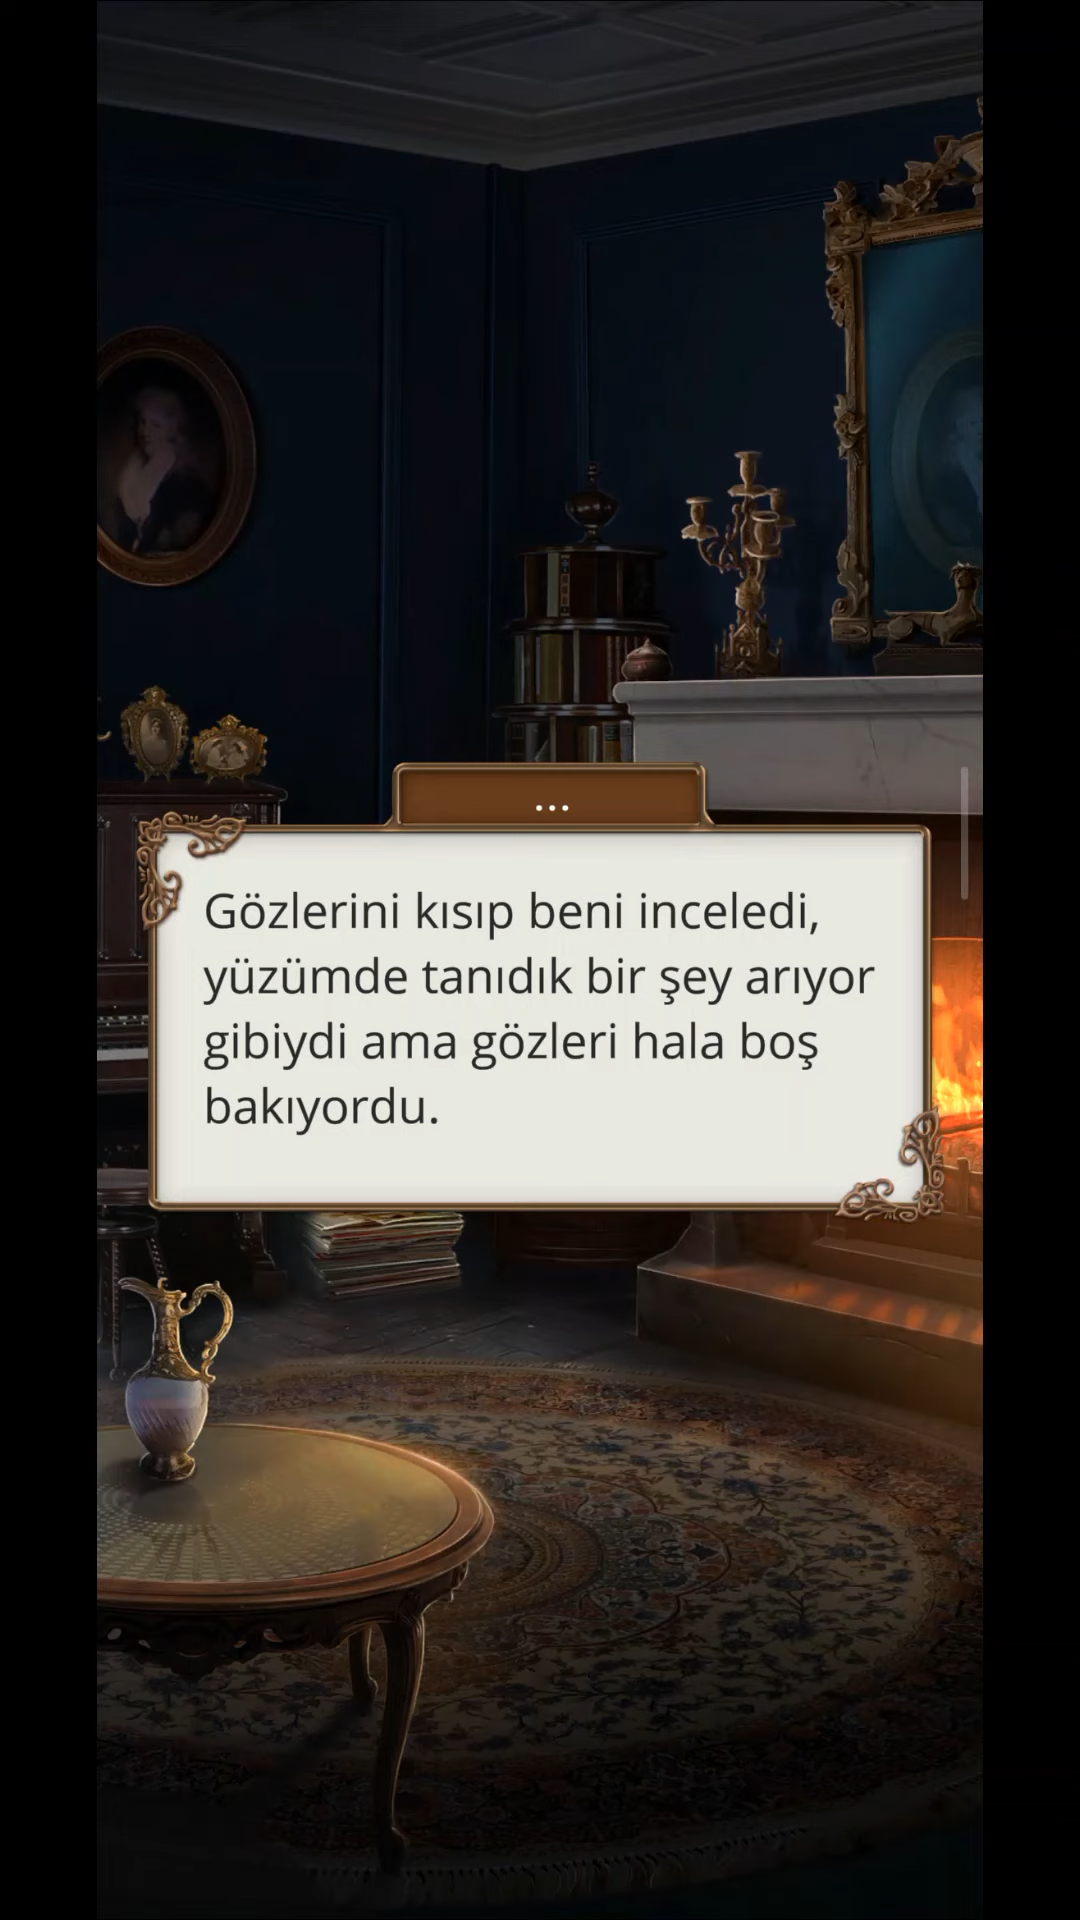 ...
Gözlerini kısıp beni inceledi,
yüzümde tanıdık bir şey arıyor
gibiydi ama gözleri hala boş
bakıyordu.